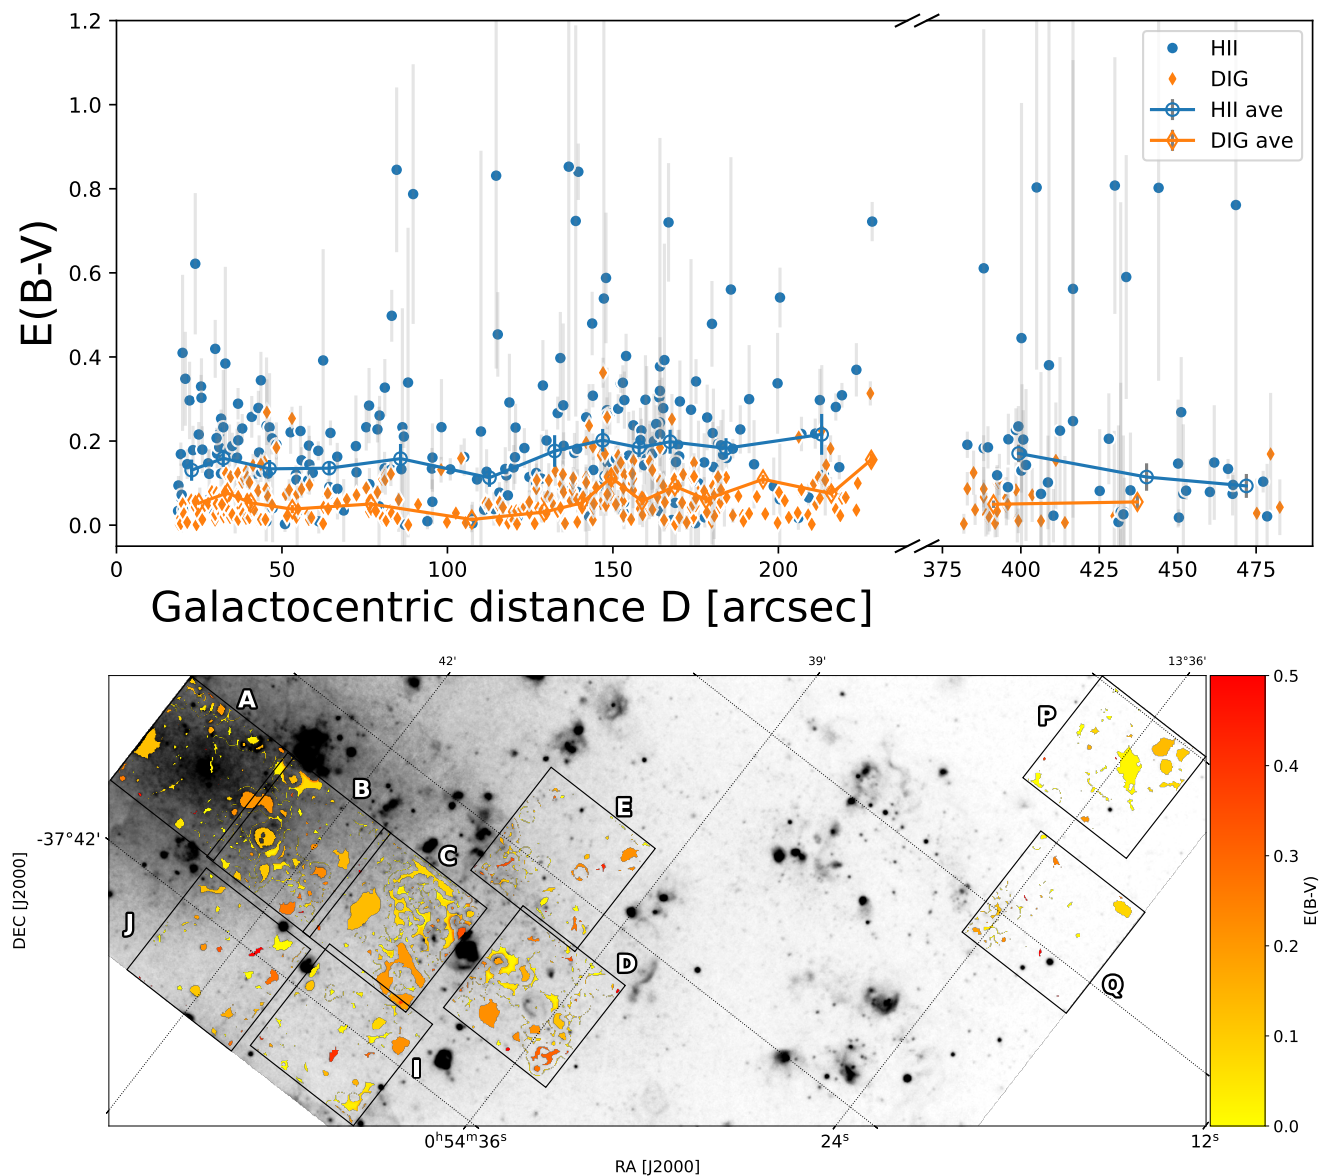 1.2
1.0
0.8
0.6
0.4
0.2
0.0
E(B-V)
HII
DIG
HII ave
DIG ave
0 50 100 150 200 375 400 425 450 475
Galactocentric distance D [arcsec]
42' 39' 13°36'
A
B
C
D
E
I
J
P
Q
-37°42'
DEC [J2000]
0h54m36s 24s 12s
RA [J2000]
0.5
0.4
0.3
0.2
0.1
0.0
E(B-V)